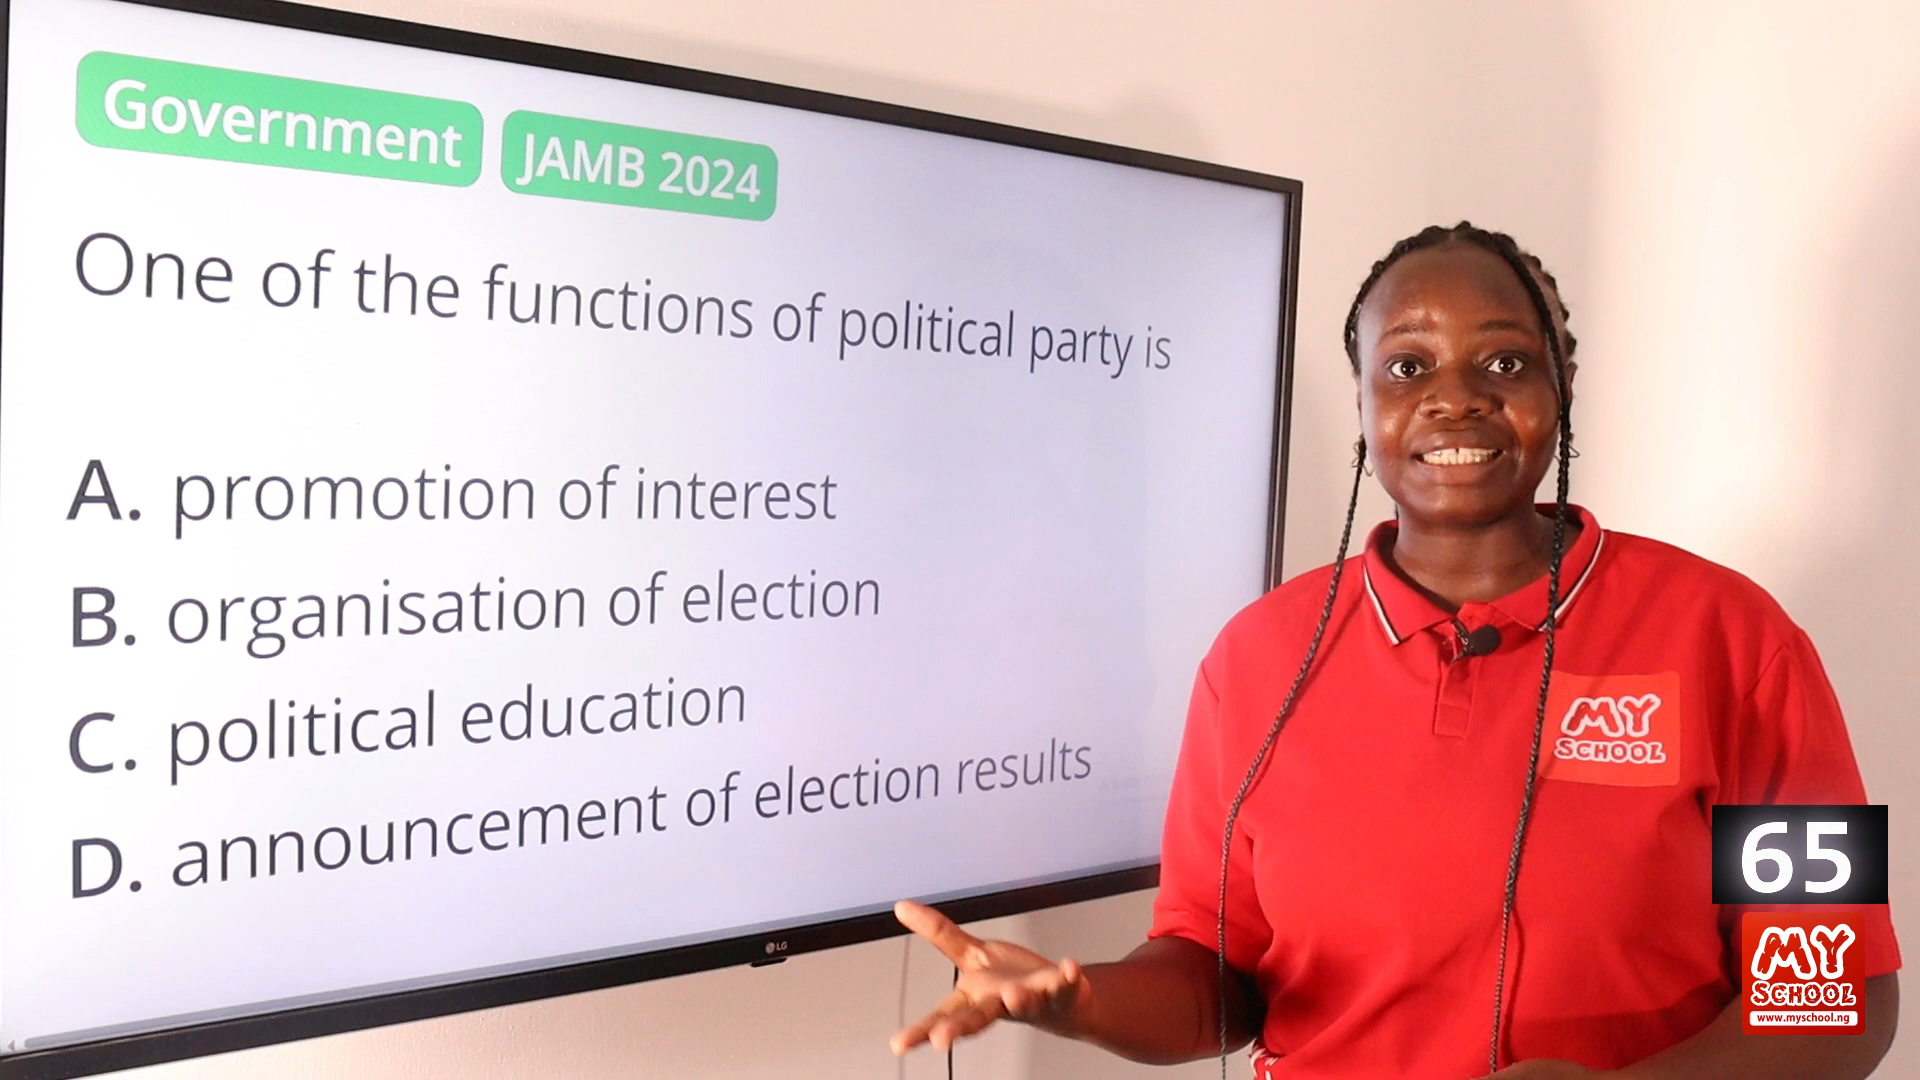 Government
JAMB 2024
One of the functions of political party is
A. promotion of interest
B. organisation of election
C. political education
D. announcement of election results
LG
MY
SCHOOL
65
MY
SCHOOL
www.myschool.ng